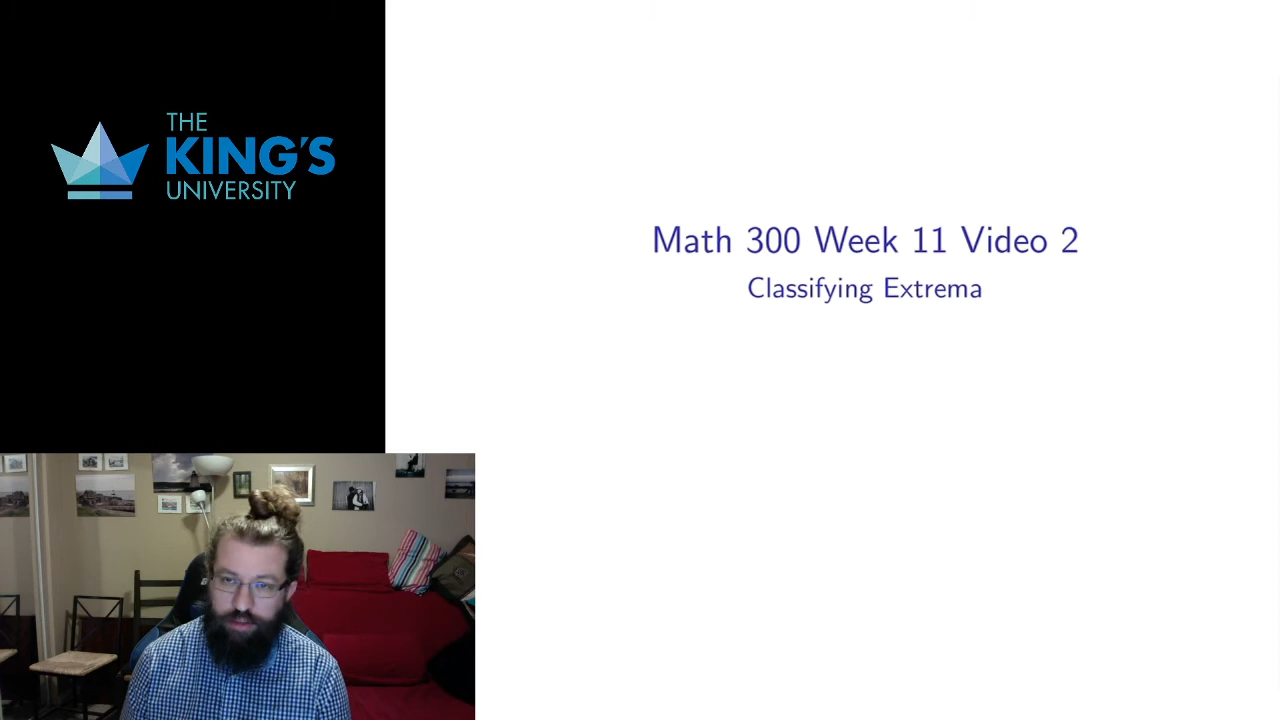 THE
KING'S
UNIVERSITY
Math 300 Week 11 Video 2
Classifying Extrema